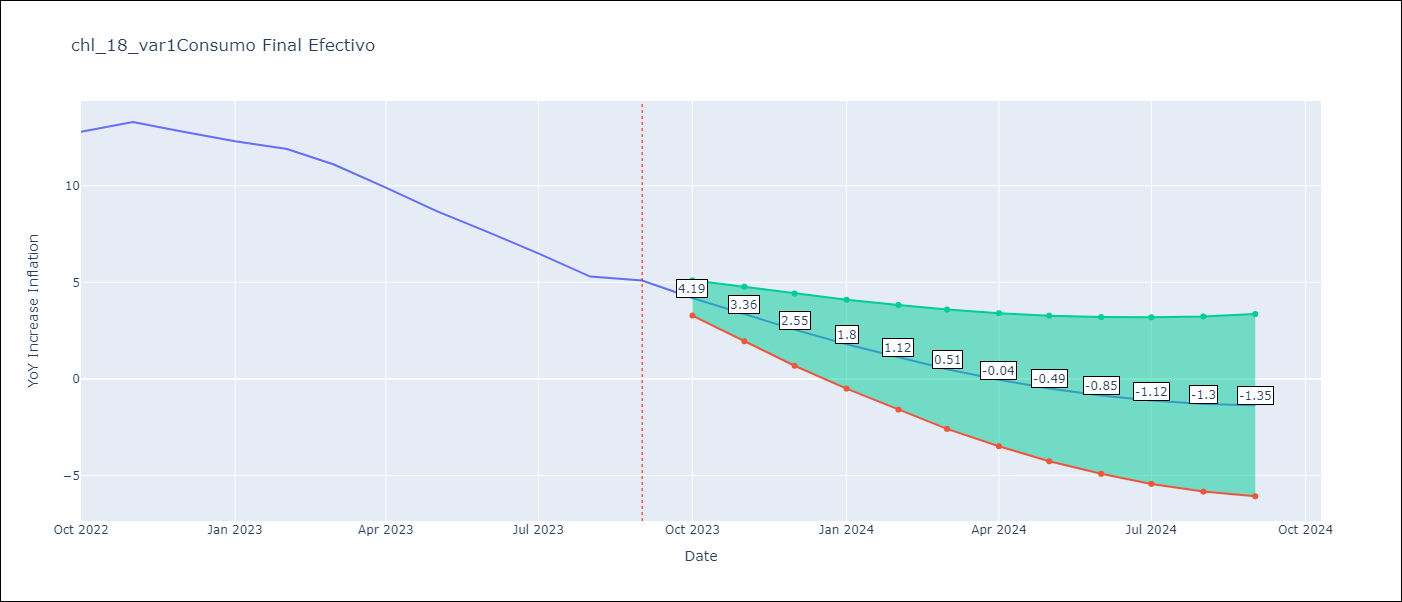 chl_18_var1Consumo Final Efectivo
YoY Increase Inflation
10
5
0
−5
4.19
3.36
2.55
1.8
1.12
0.51
-0.04
-0.49
-0.85
-1.12
-1.3
-1.35
Oct 2022
Jan 2023
Apr 2023
Jul 2023
Oct 2023
Jan 2024
Apr 2024
Jul 2024
Oct 2024
Date